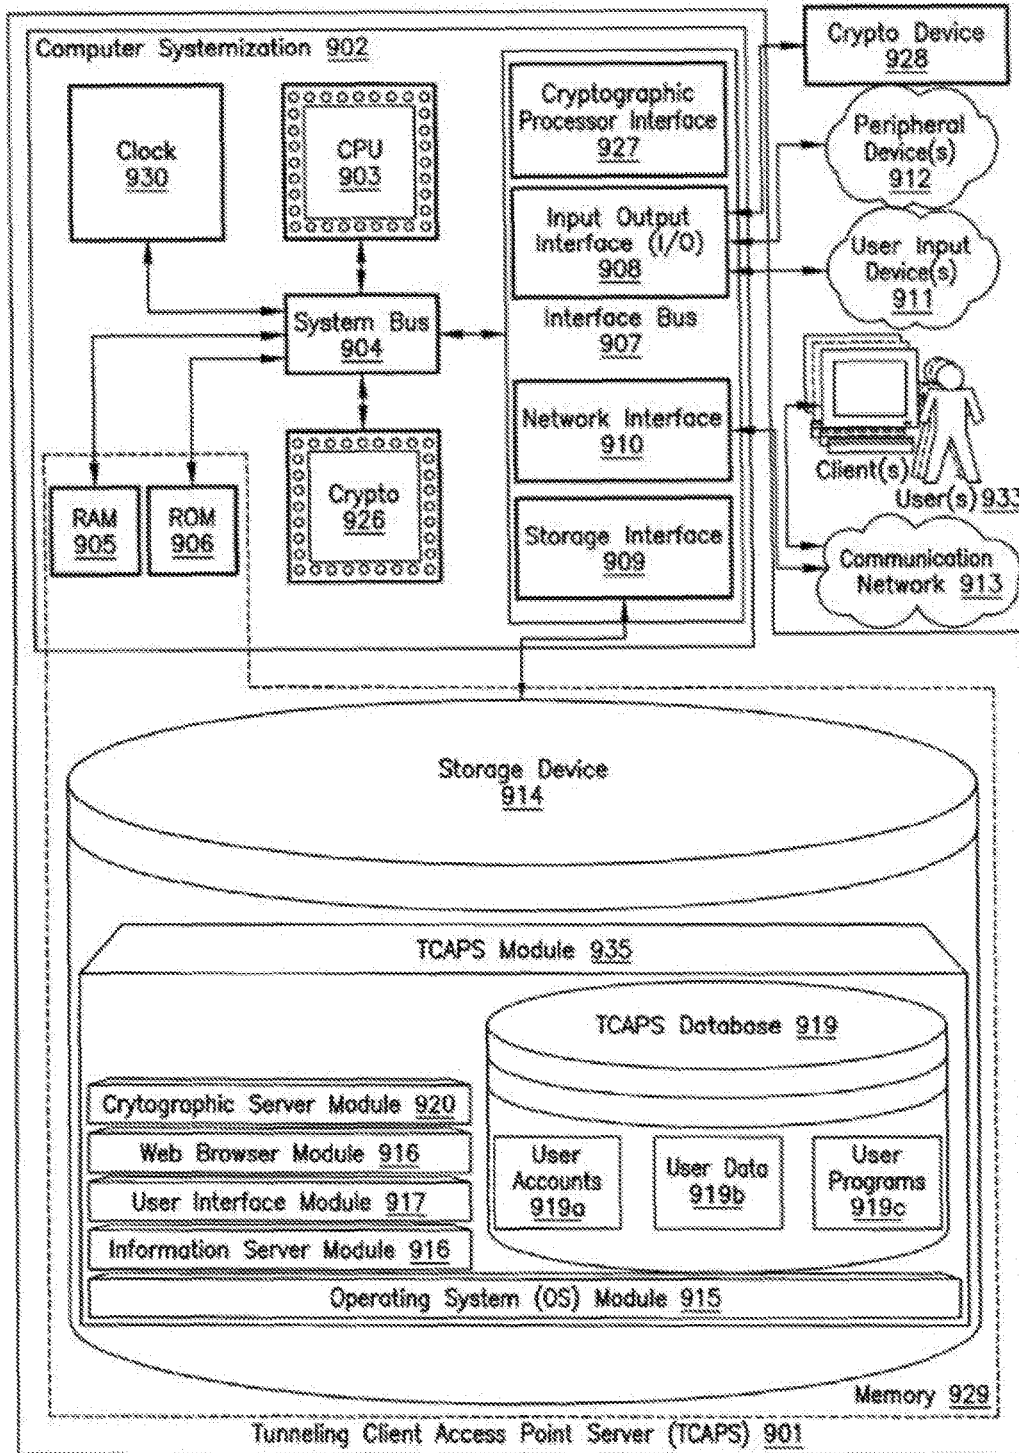 Computer Systemization 902
Clock
930
CPU
903
Cryptographic
Processor Interface
927
Input Output
Interface (I/O)
908
Interface Bus
907
System Bus
904
Network Interface
910
Crypto
926
Storage Interface
909
RAM
905
ROM
906
Crypto Device
928
Peripheral
Device(s)
912
User Input
Device(s)
911
Client(s)
User(s) 933
Communication
Network 913
Storage Device
914
TCAPS Module 935
TCAPS Database 919
Crytographic Server Module 920
Web Browser Module 916
User Interface Module 917
Information Server Module 916
User
Accounts
919a
User Data
919b
User
Programs
919c
Operating System (OS) Module 915
Memory 929
Tunneling Client Access Point Server (TCAPS) 901